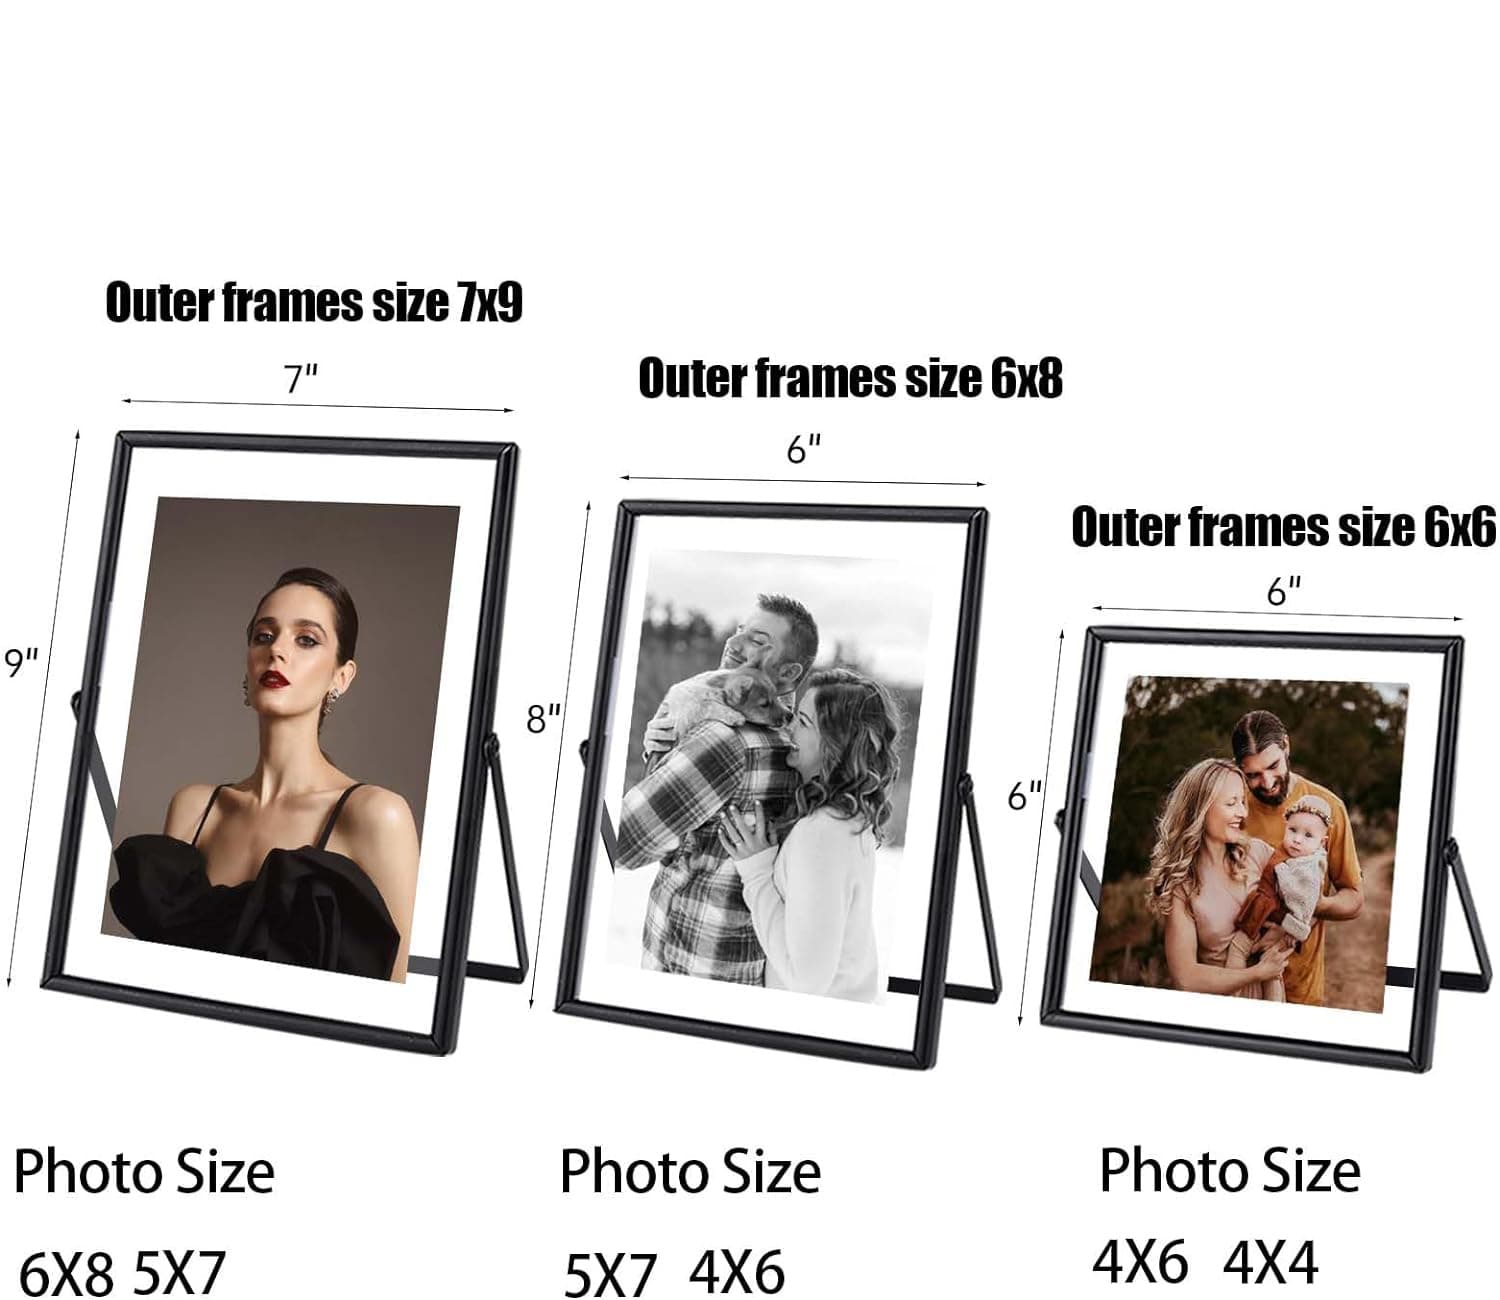 Outer frames size 7x9
7"
9"
Outer frames size 6x8
6"
8"
Outer frames size 6x6
6"
6"
Photo Size
6X8 5X7
Photo Size
5X7 4X6
Photo Size
4X6 4X4